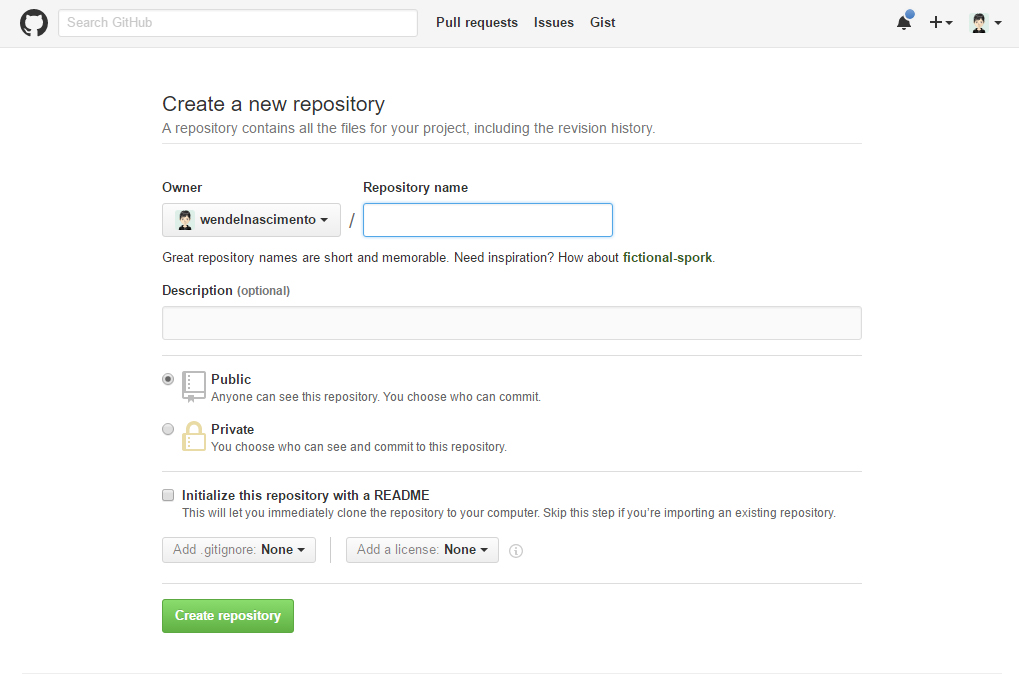 Search GitHub Pull requests Issues Gist
Create a new repository
A repository contains all the files for your project, including the revision history.
Owner Repository name
wendelnascimento /
Great repository names are short and memorable. Need inspiration? How about fictional-spork.
Description (optional)
Public
Anyone can see this repository. You choose who can commit.
Private
You choose who can see and commit to this repository.
Initialize this repository with a README
This will let you immediately clone the repository to your computer. Skip this step if you’re importing an existing repository.
Add .gitignore: None Add a license: None
Create repository